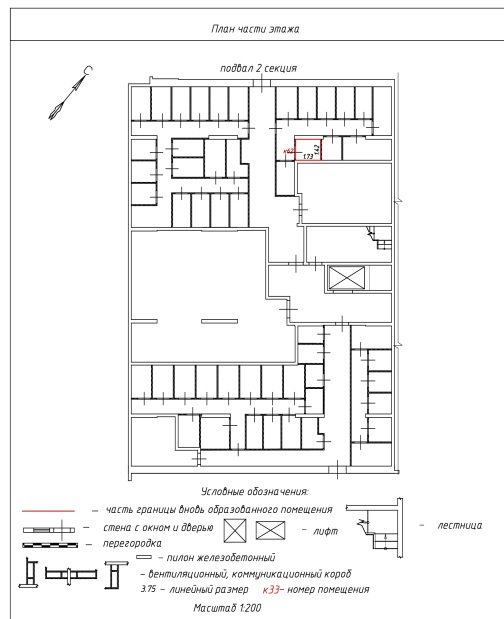 План части этажа
подвал 2 секция
С
к62
1.73
1.42
Условные обозначения:
— часть границы вновь образованного помещения
— стена с окном и дверью
— лифт
— лестница
— перегородка
— пилон железобетонный
— вентиляционный, коммуникационный короб
3.75 — линейный размер к33— номер помещения
Масштаб 1:200